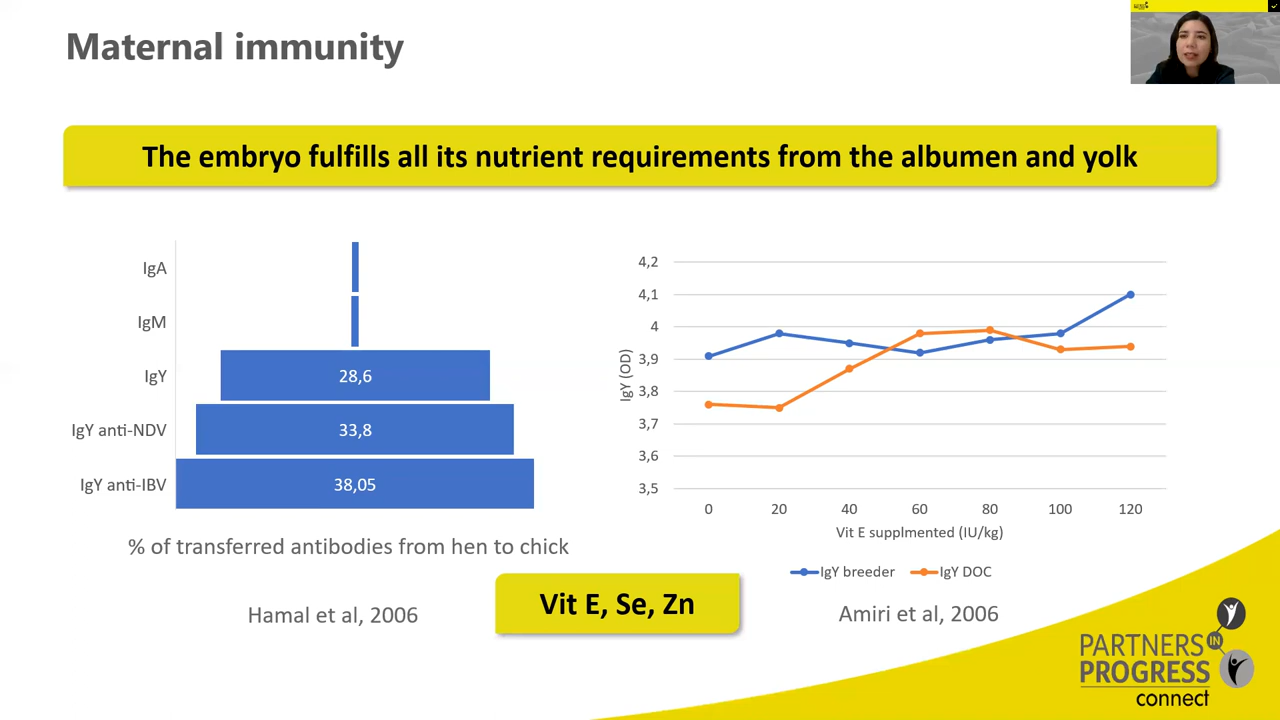 Maternal immunity
The embryo fulfills all its nutrient requirements from the albumen and yolk
IgA
IgM
IgY
28,6
IgY anti-NDV
33,8
IgY anti-IBV
38,05
% of transferred antibodies from hen to chick
Hamal et al, 2006
Vit E, Se, Zn
IgY (OD)
4,2
4,1
4
3,9
3,8
3,7
3,6
3,5
0 20 40 60 80 100 120
Vit E supplmented (IU/kg)
IgY breeder IgY DOC
Amiri et al, 2006
PARTNERS IN
PROGRESS
connect